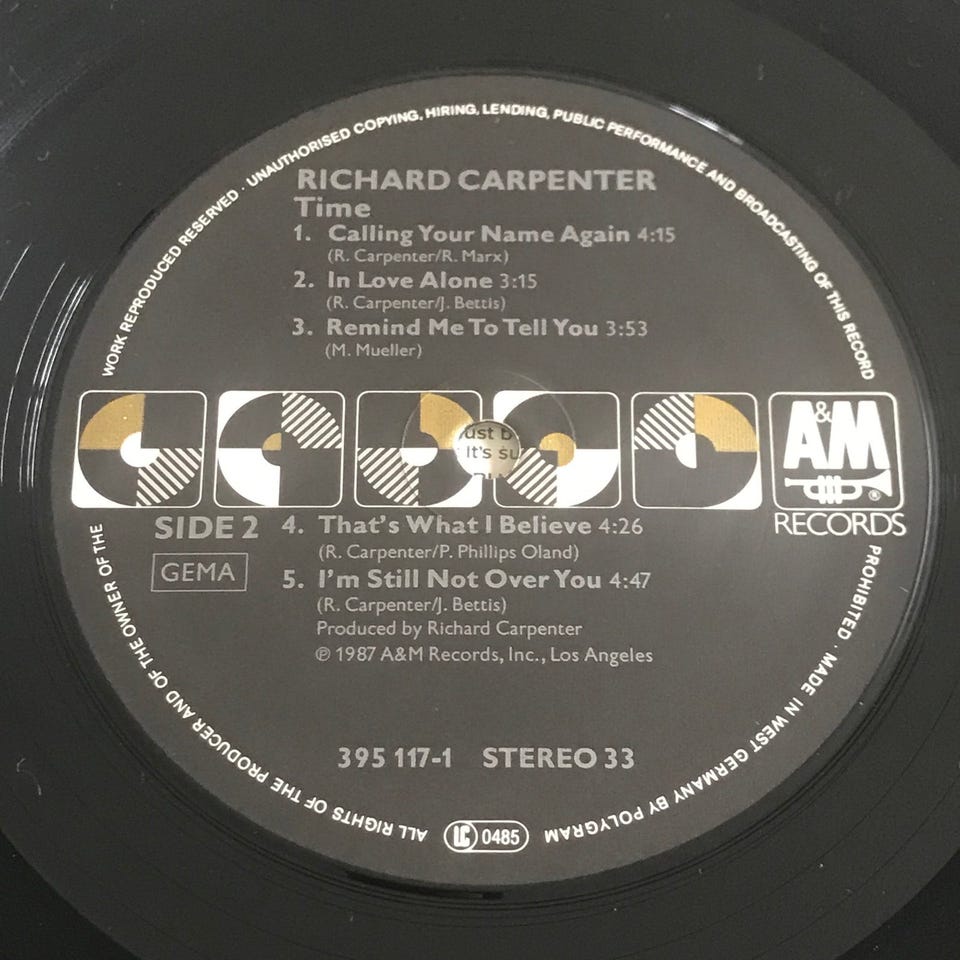 WORK REPRODUCED RESERVED · UNAUTHORISED COPYING, HIRING, LENDING, PUBLIC PERFORMANCE AND BROADCASTING OF THIS RECORD
RICHARD CARPENTER
Time
1. Calling Your Name Again 4:15
(R. Carpenter/R. Marx)
2. In Love Alone 3:15
(R. Carpenter/J. Bettis)
3. Remind Me To Tell You 3:53
(M. Mueller)
ust b
It's su
A&M
®
RECORDS
SIDE 2
GEMA
4. That's What I Believe 4:26
(R. Carpenter/P. Phillips Oland)
5. I'm Still Not Over You 4:47
(R. Carpenter/J. Bettis)
Produced by Richard Carpenter
℗ 1987 A&M Records, Inc., Los Angeles
395 117-1 STEREO 33
ALL RIGHTS OF THE PRODUCER AND OF THE OWNER OF THE
LC 0485
PROHIBITED · MADE IN WEST GERMANY BY POLYGRAM